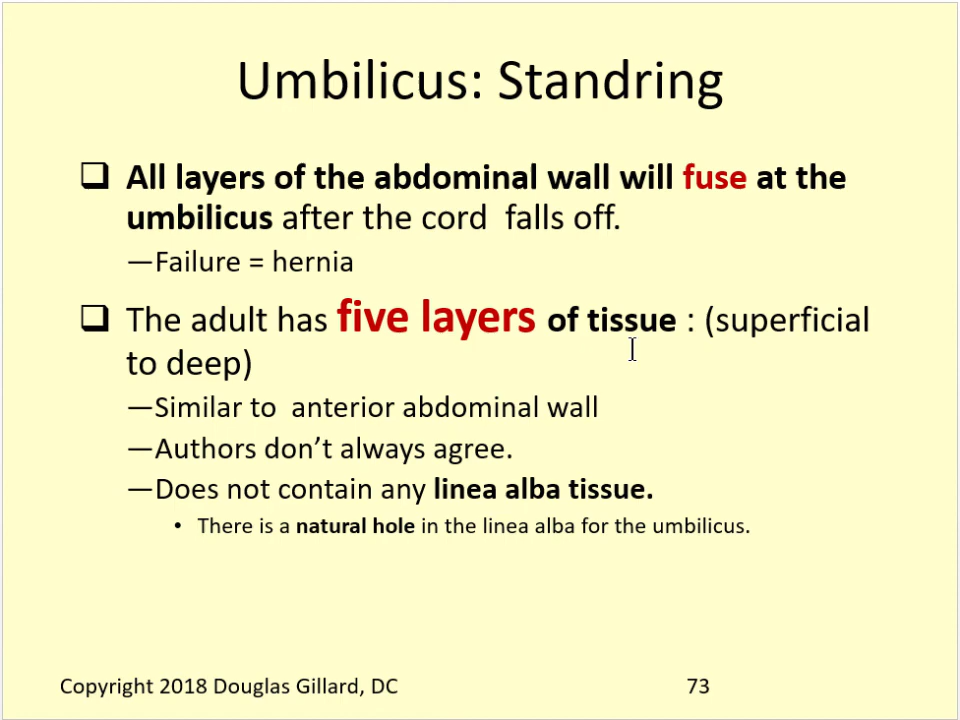 Umbilicus: Standring
❑ All layers of the abdominal wall will fuse at the
umbilicus after the cord falls off.
—Failure = hernia
❑ The adult has five layers of tissue : (superficial
to deep)
—Similar to anterior abdominal wall
—Authors don’t always agree.
—Does not contain any linea alba tissue.
• There is a natural hole in the linea alba for the umbilicus.
Copyright 2018 Douglas Gillard, DC 73